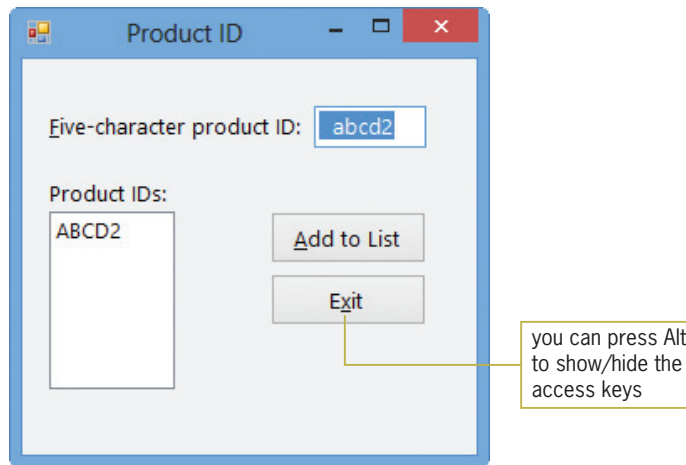 Product ID
Five-character product ID:
abcd2
Product IDs:
ABCD2
Add to List
Exit
you can press Alt
to show/hide the
access keys